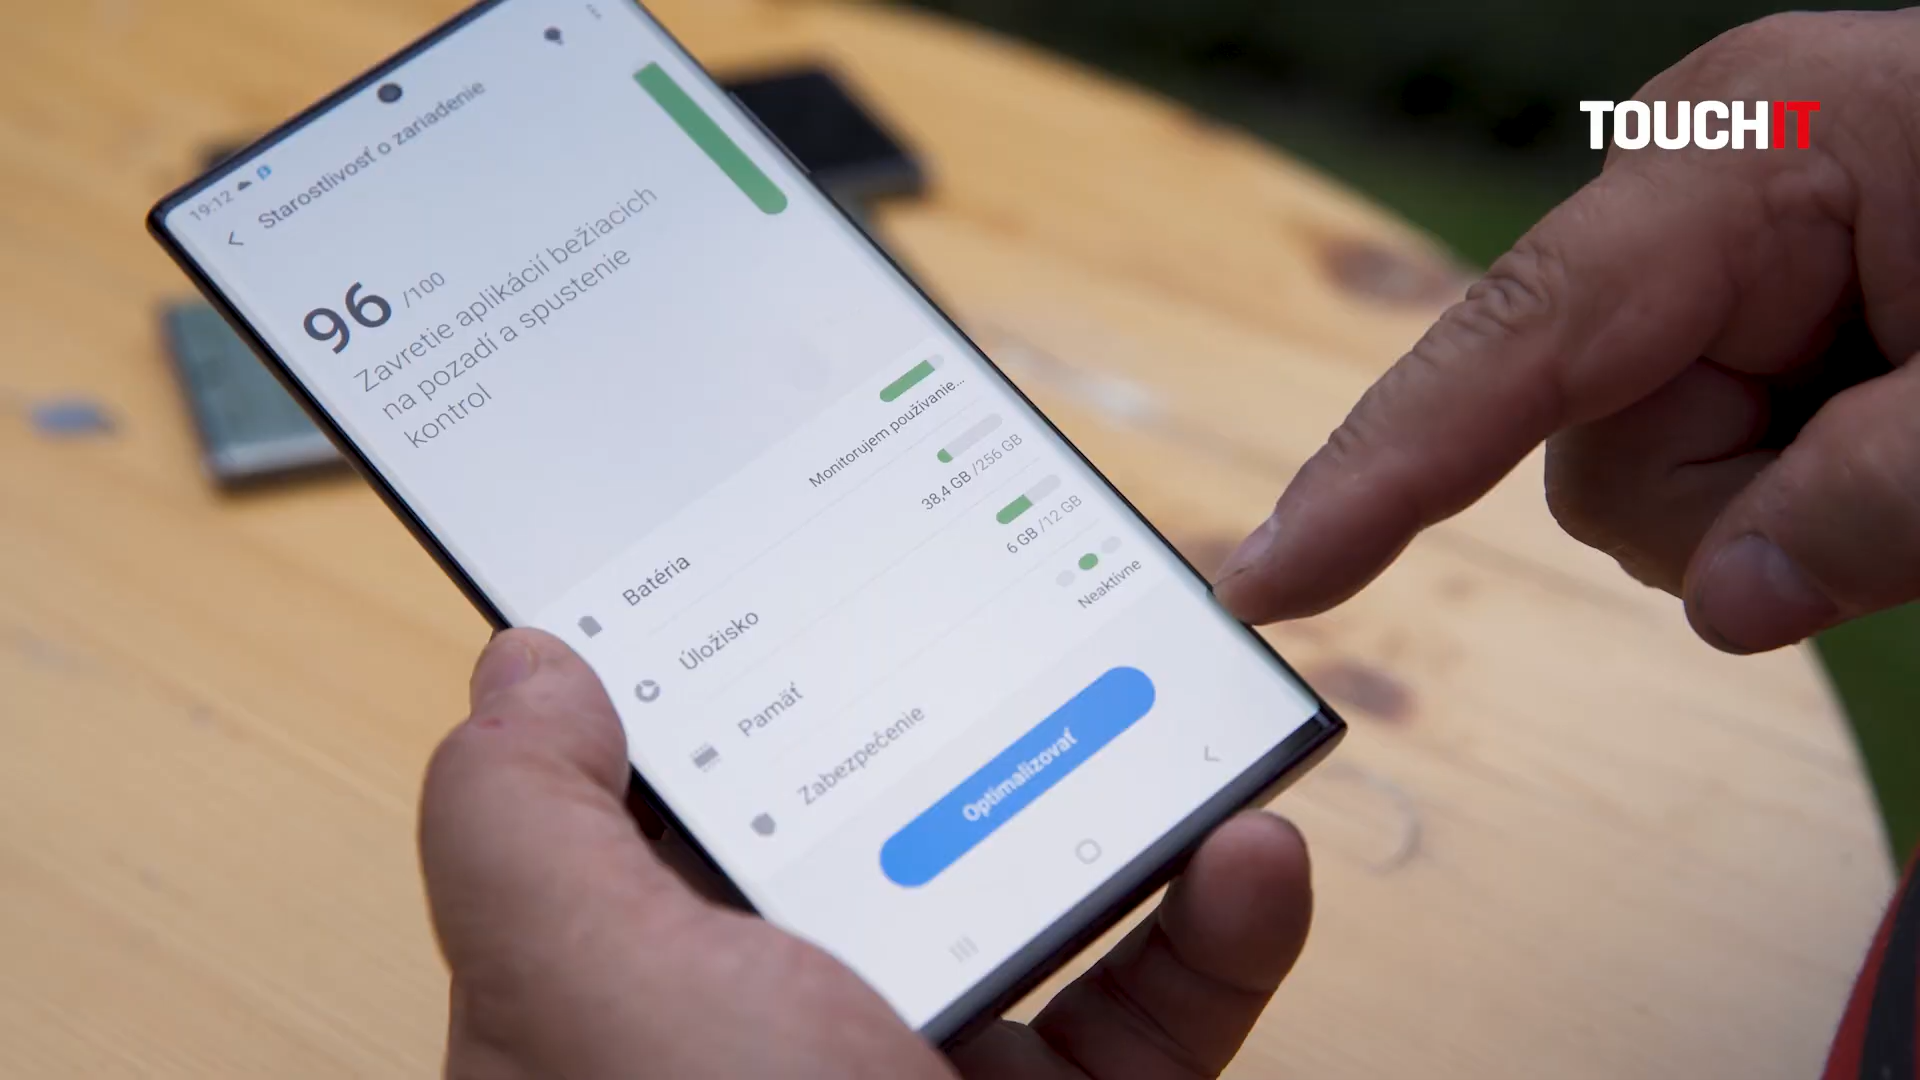 TOUCHIT
19:12
Starostlivosť o zariadenie
96 /100
Zavretie aplikácií bežiacich
na pozadí a spustenie
kontrol
Batéria
Monitorujem používanie...
Úložisko
38,4 GB /256 GB
Pamäť
6 GB /12 GB
Zabezpečenie
Neaktívne
Optimalizovať